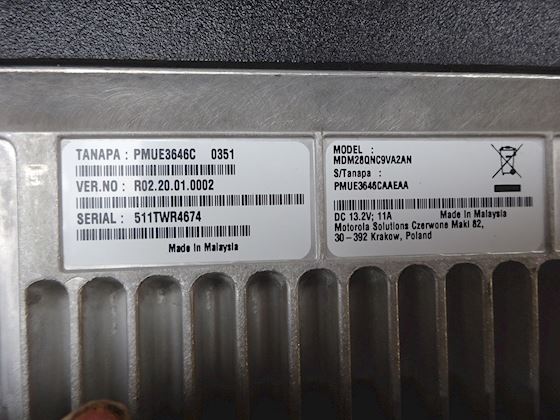 TANAPA : PMUE3646C 0351
VER.NO : R02.20.01.0002
SERIAL : 511TWR4674
Made In Malaysia
MODEL :
MDM28QNC9VA2AN
S/Tanapa :
PMUE3646CAAEAA
DC 13.2V; 11A Made In Malaysia
Motorola Solutions Czerwone Maki 82,
30-392 Krakow, Poland